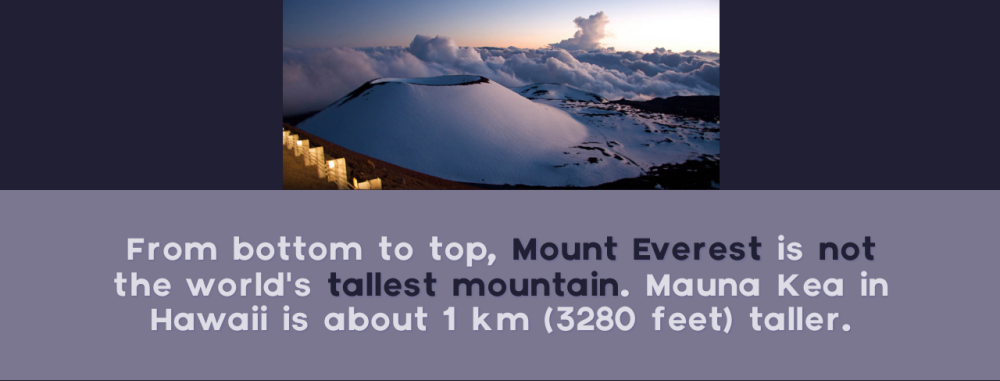 From bottom to top, Mount Everest is not
the world's tallest mountain. Mauna Kea in
Hawaii is about 1 km (3280 feet) taller.